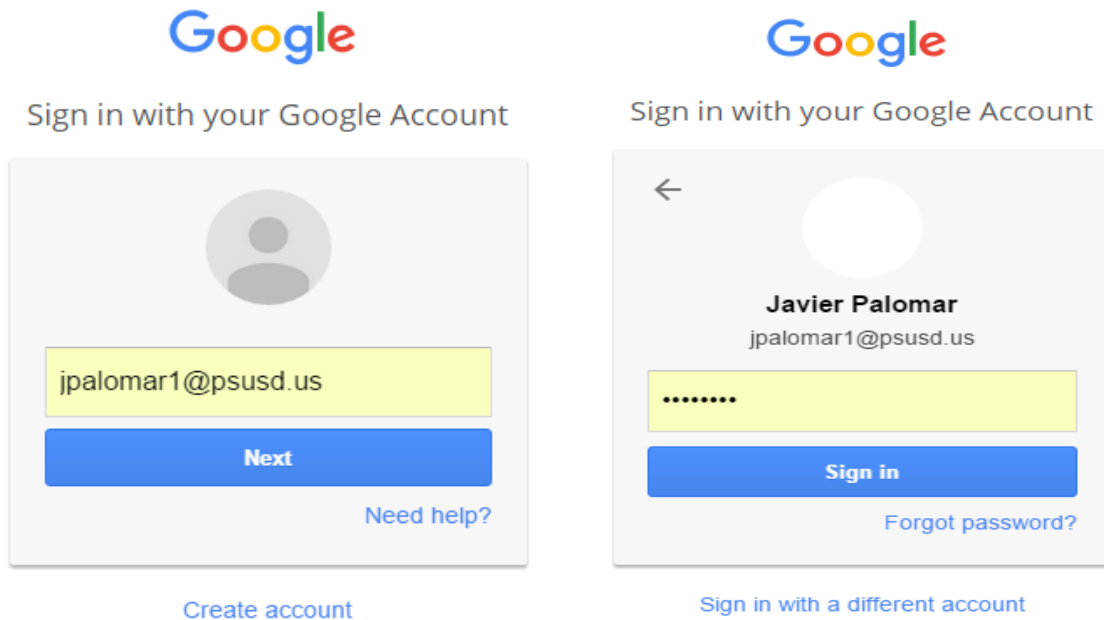 Google
Sign in with your Google Account
jpalomar1@psusd.us
Next
Need help?
Create account
Google
Sign in with your Google Account
Javier Palomar
jpalomar1@psusd.us
••••••••
Sign in
Forgot password?
Sign in with a different account